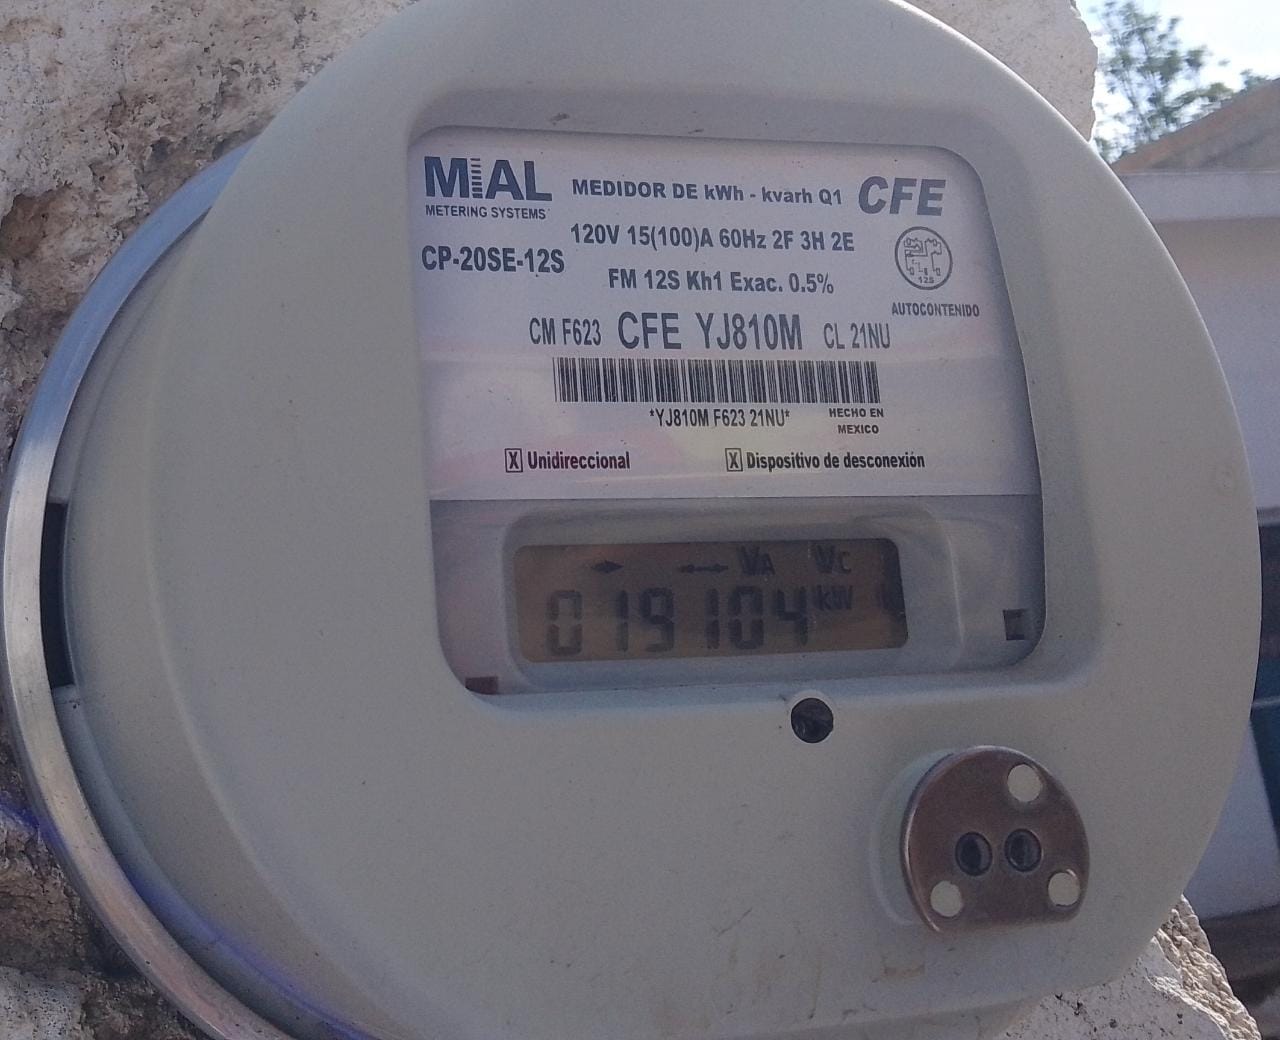 MIAL
METERING SYSTEMS
MEDIDOR DE kWh - kvarh Q1
CFE
120V 15(100)A 60Hz 2F 3H 2E
CP-20SE-12S
FM 12S Kh1 Exac. 0.5%
12S
AUTOCONTENIDO
CM F623 CFE YJ810M CL 21NU
*YJ810M F623 21NU*
HECHO EN
MEXICO
X Unidireccional
X Dispositivo de desconexión
VA VC
019104 kW